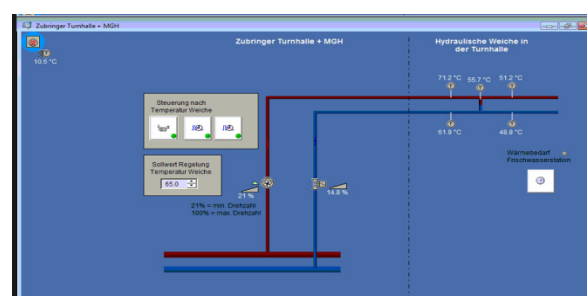 Zubringer Turnhalle + MGH
10.5 °C
Zubringer Turnhalle + MGH
Hydraulische Weiche in
der Turnhalle
71.2 °C
55.7 °C
51.2 °C
Steuerung nach
Temperatur Weiche
51.9 °C
48.8 °C
Wärmebedarf
Frischwasserstation
Sollwert Regelung
Temperatur Weiche
65.0
21 %
14.8 %
21% = min. Drehzahl
100% = max. Drehzahl